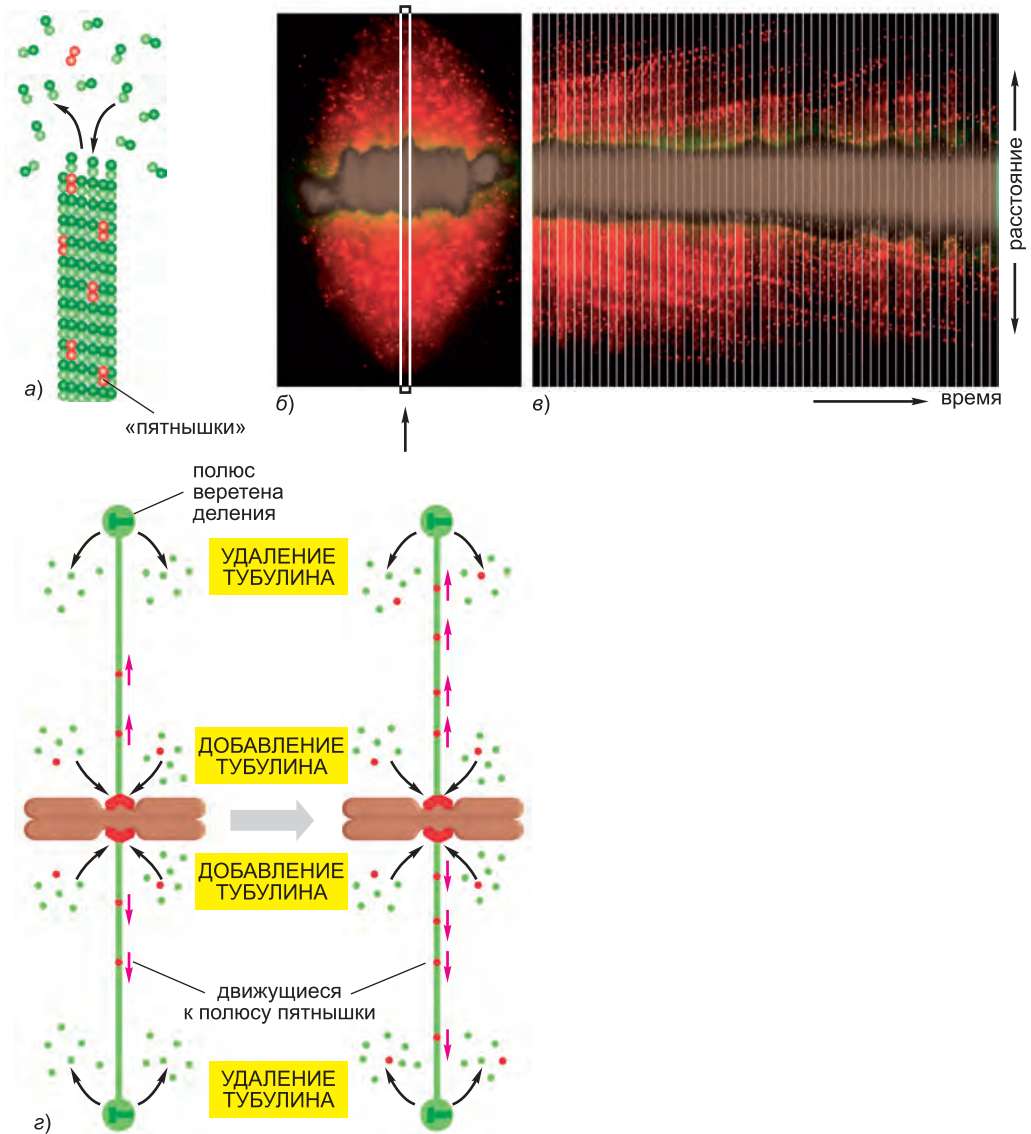 а)
«пятнышки»
б)
в)
время
расстояние
полюс
веретена
деления
УДАЛЕНИЕ
ТУБУЛИНА
ДОБАВЛЕНИЕ
ТУБУЛИНА
ДОБАВЛЕНИЕ
ТУБУЛИНА
движущиеся
к полюсу пятнышки
УДАЛЕНИЕ
ТУБУЛИНА
г)